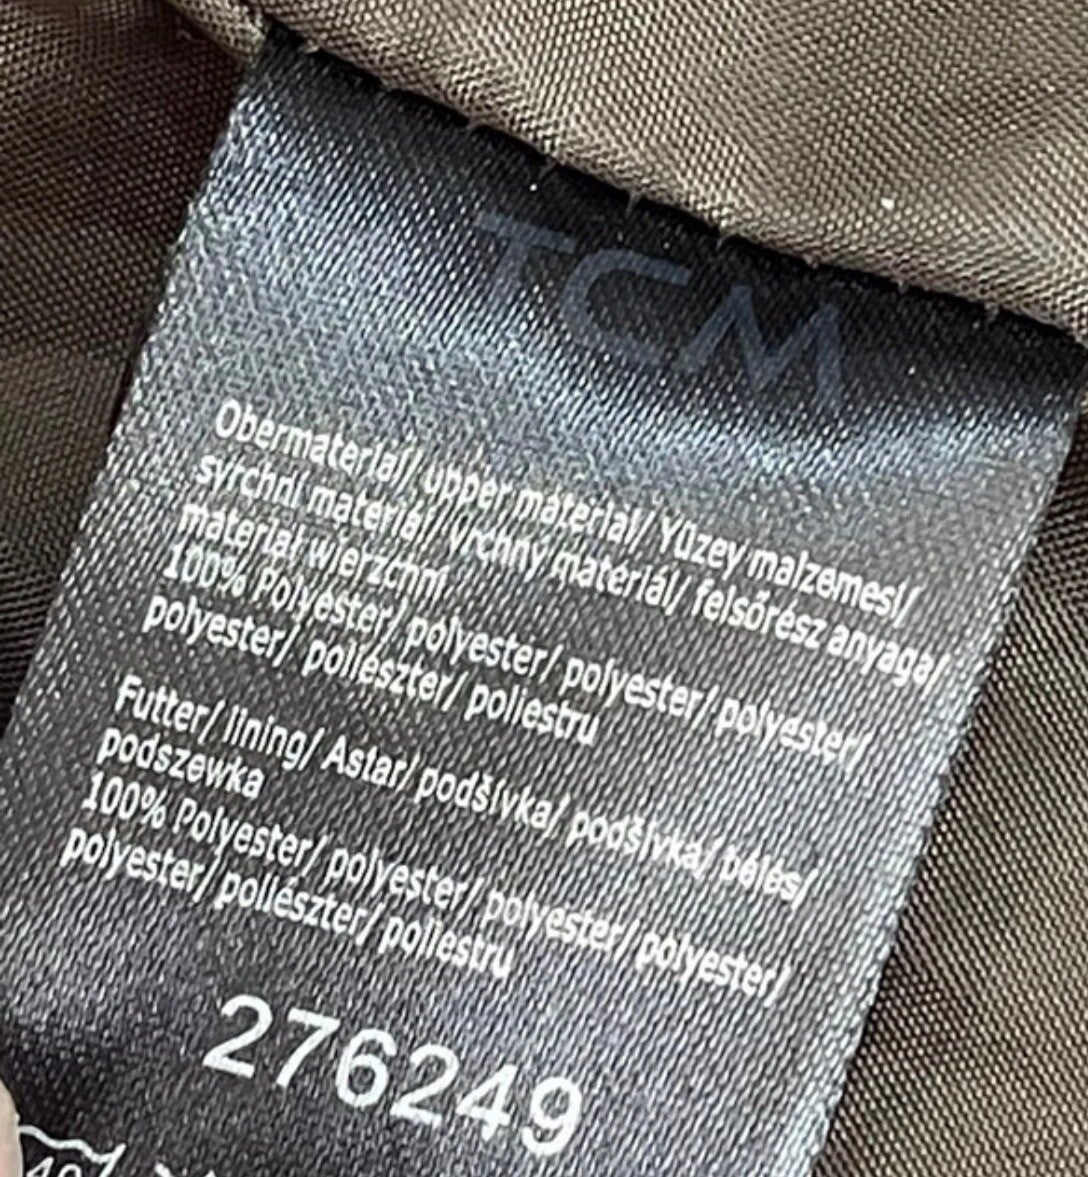 TCM
Obermaterial/ upper material/ Yüzey malzemesi/
svrchní materiál/ vrchný materiál/ felsőrész anyaga/
materiał wierzchni
100% Polyester/ polyester/ polyester/ polyester/
polyester/ poliészter/ poliestru
Futter/ lining/ Astar/ podšívka/ podšívka/ bélés/
podszewka
100% Polyester/ polyester/ polyester/ polyester/
polyester/ poliészter/ poliestru
276249
40